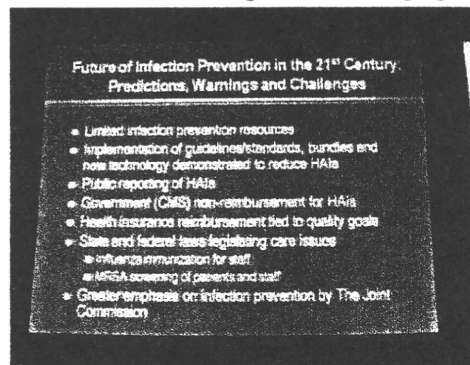 Future of Infection Prevention in the 21st Century:
Predictions, Warnings and Challenges
Limited infection prevention resources
Implementation of guidelines/standards, bundles and
new technology demonstrated to reduce HAIs
Public reporting of HAIs
Government (CMS) non-reimbursement for HAIs
Health insurance reimbursement tied to quality goals
State and federal laws legislating care issues
Influenza immunization for staff
MRSA screening of patients and staff
Greater emphasis on infection prevention by The Joint
Commission